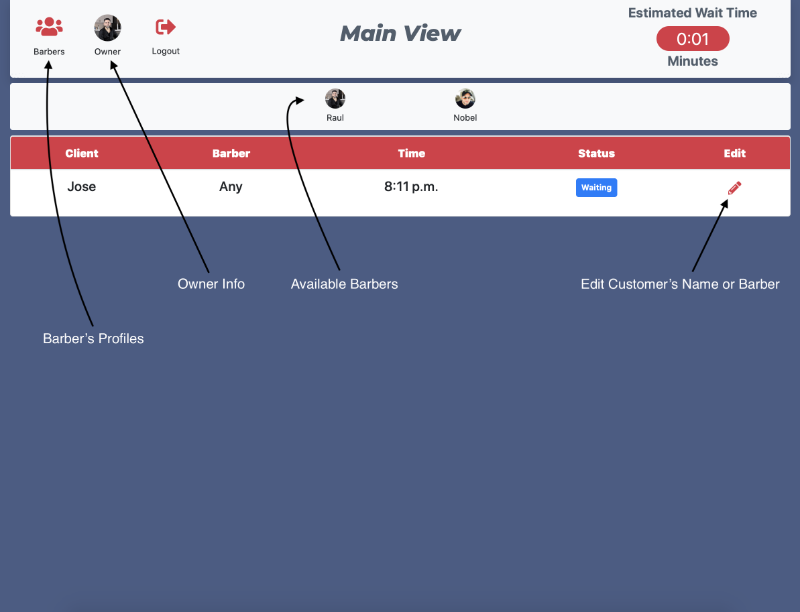 Main View
Estimated Wait Time
0:01
Minutes
Barbers
Owner
Logout
Raul
Nobel
Client Barber Time Status Edit
Jose Any 8:11 p.m. Waiting
Owner Info
Available Barbers
Edit Customer's Name or Barber
Barber's Profiles